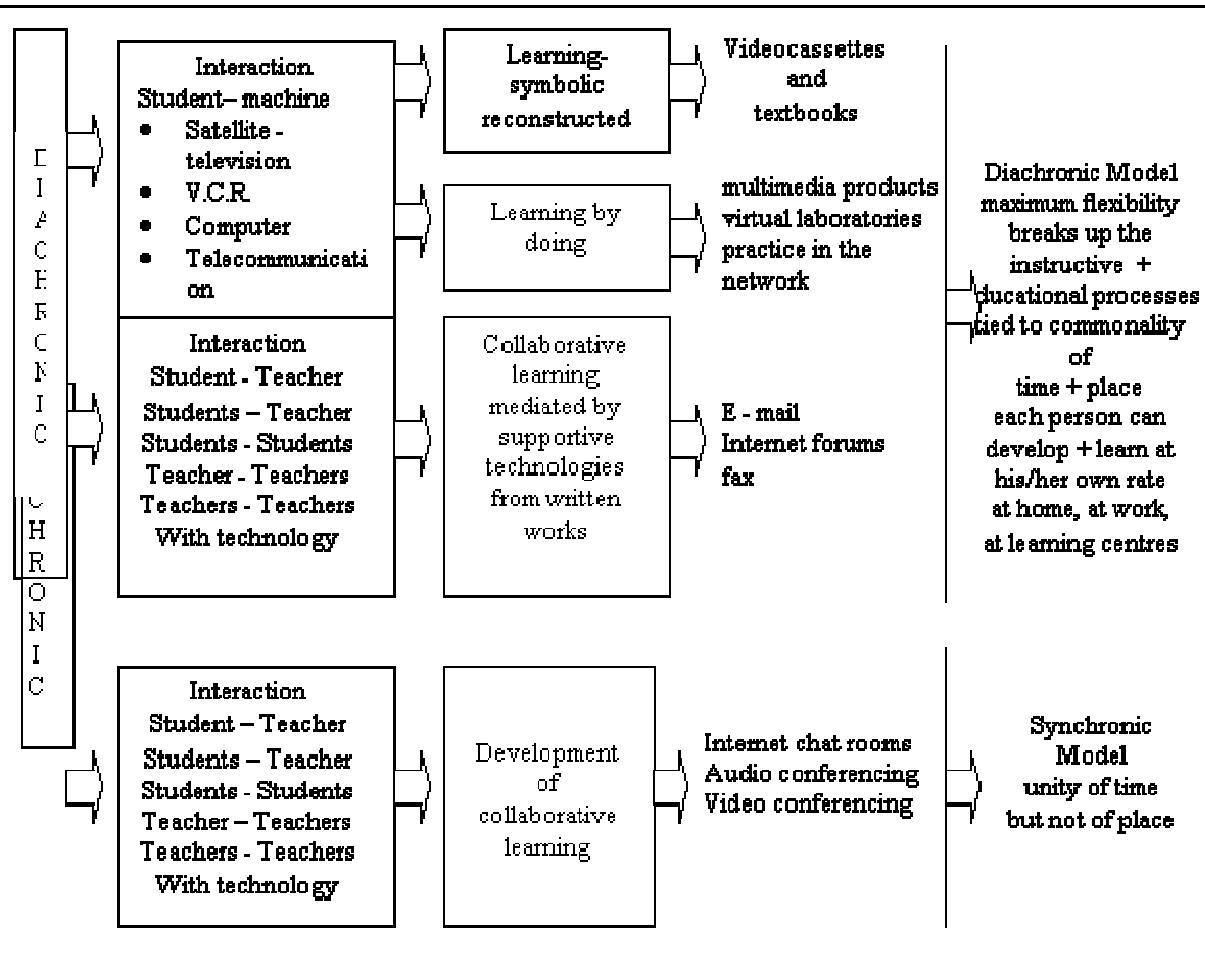 D
I
A
C
H
R
O
N
I
C
H
R
O
N
I
C
Interaction
Student– machine
• Satellite -
television
• V.C.R.
• Computer
• Telecommunicati
on
Learning-
symbolic
reconstructed
Videocassettes
and
textbooks
Learning by
doing
multimedia products
virtual laboratories
practice in the
network
Interaction
Student - Teacher
Students – Teacher
Students - Students
Teacher - Teachers
Teachers - Teachers
With technology
Collaborative
learning
mediated by
supportive
technologies
from written
works
E - mail
Internet forums
fax
Diachronic Model
maximum flexibility
breaks up the
instructive +
ducational processes
tied to commonality
of
time + place
each person can
develop + learn at
his/her own rate
at home, at work,
at learning centres
Interaction
Student – Teacher
Students – Teacher
Students - Students
Teacher – Teachers
Teachers - Teachers
With technology
Development
of
collaborative
learning
Internet chat rooms
Audio conferencing
Video conferencing
Synchronic
Model
unity of time
but not of place